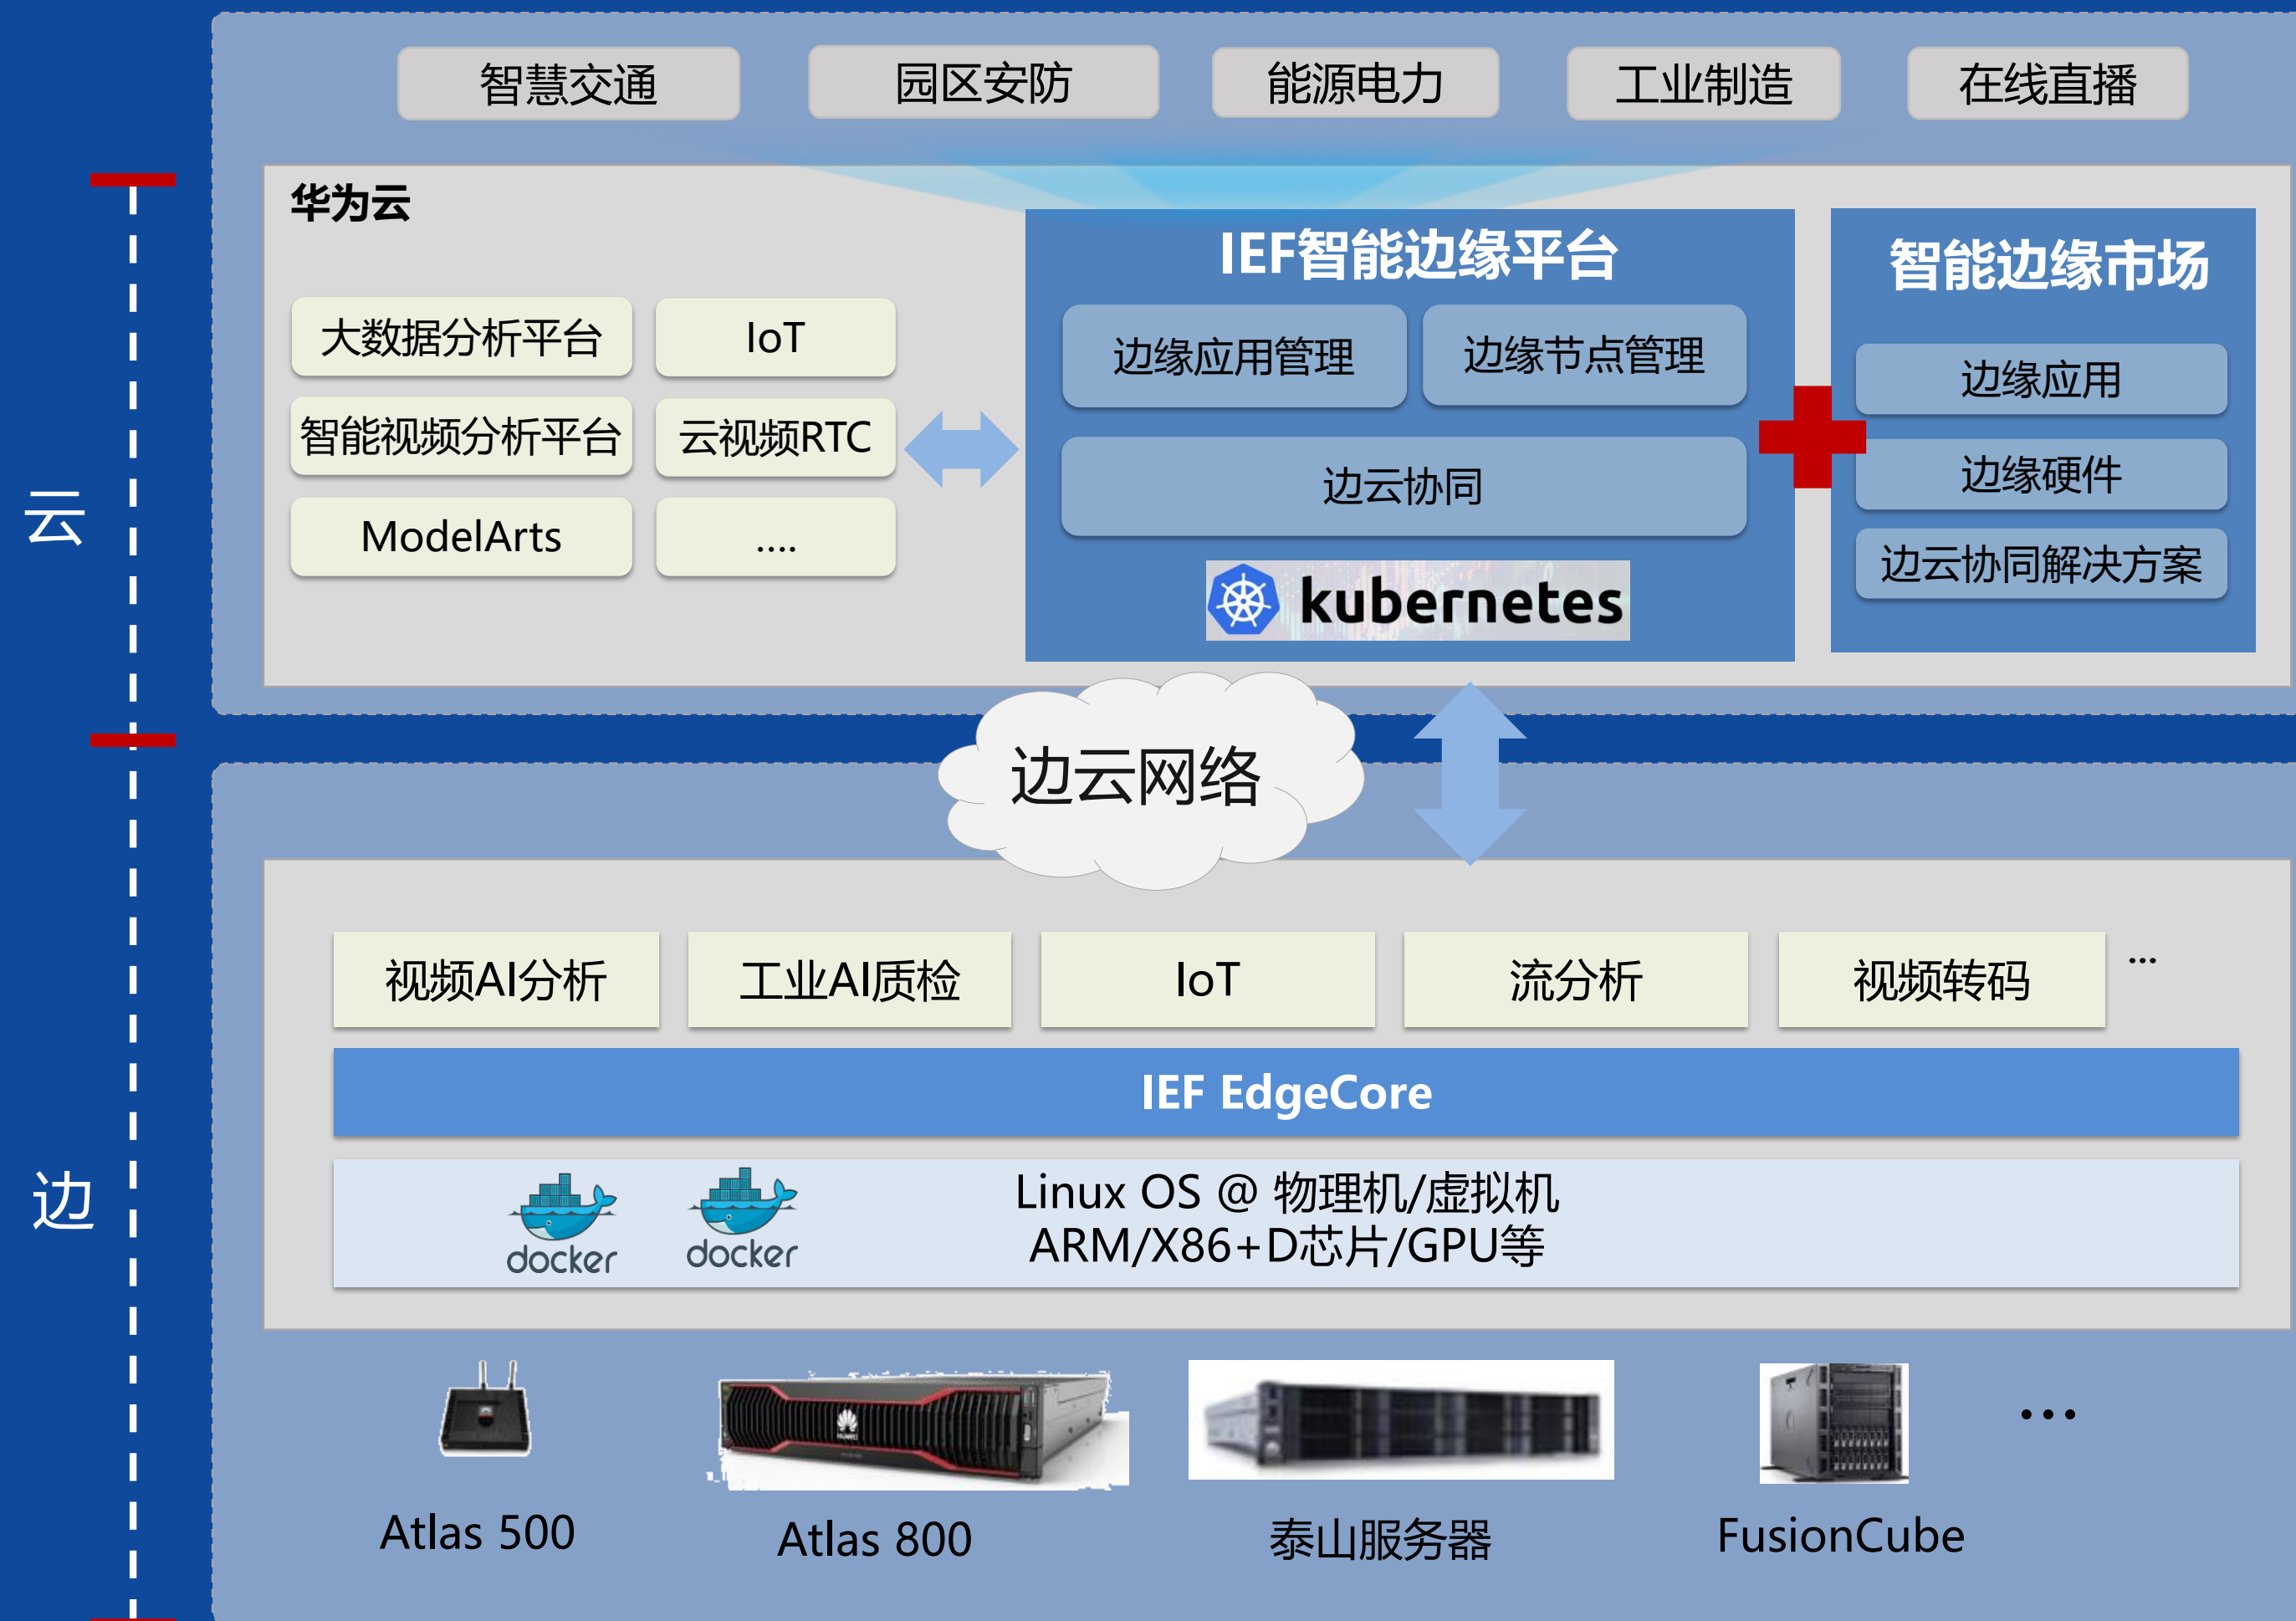 智慧交通
园区安防
能源电力
工业制造
在线直播
云
华为云
大数据分析平台
IoT
智能视频分析平台
云视频RTC
ModelArts
....
IEF智能边缘平台
边缘应用管理
边缘节点管理
边云协同
kubernetes
智能边缘市场
边缘应用
边缘硬件
边云协同解决方案
边云网络
边
视频AI分析
工业AI质检
IoT
流分析
视频转码
...
IEF EdgeCore
docker
docker
Linux OS @ 物理机/虚拟机
ARM/X86+D芯片/GPU等
HUAWEI
...
Atlas 500
Atlas 800
泰山服务器
FusionCube